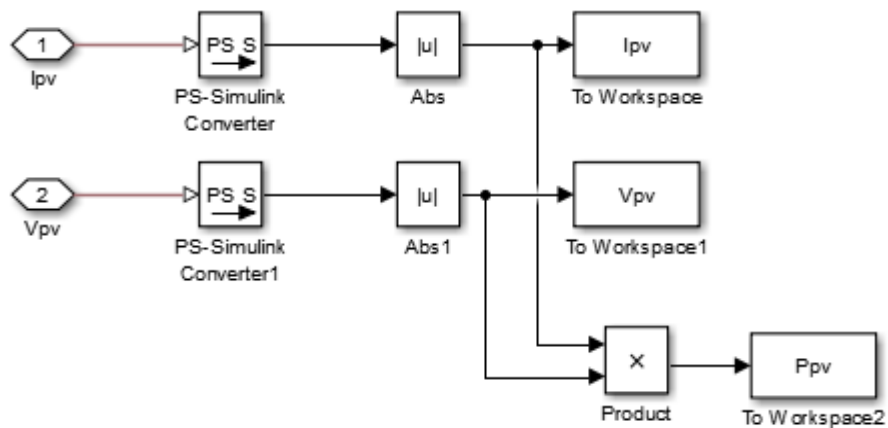 1
PS S
|u|
Ipv
Ipv
PS-Simulink
Converter
Abs
To Workspace
2
PS S
|u|
Vpv
Vpv
PS-Simulink
Converter1
Abs1
To Workspace1
×
Ppv
Product
To Workspace2